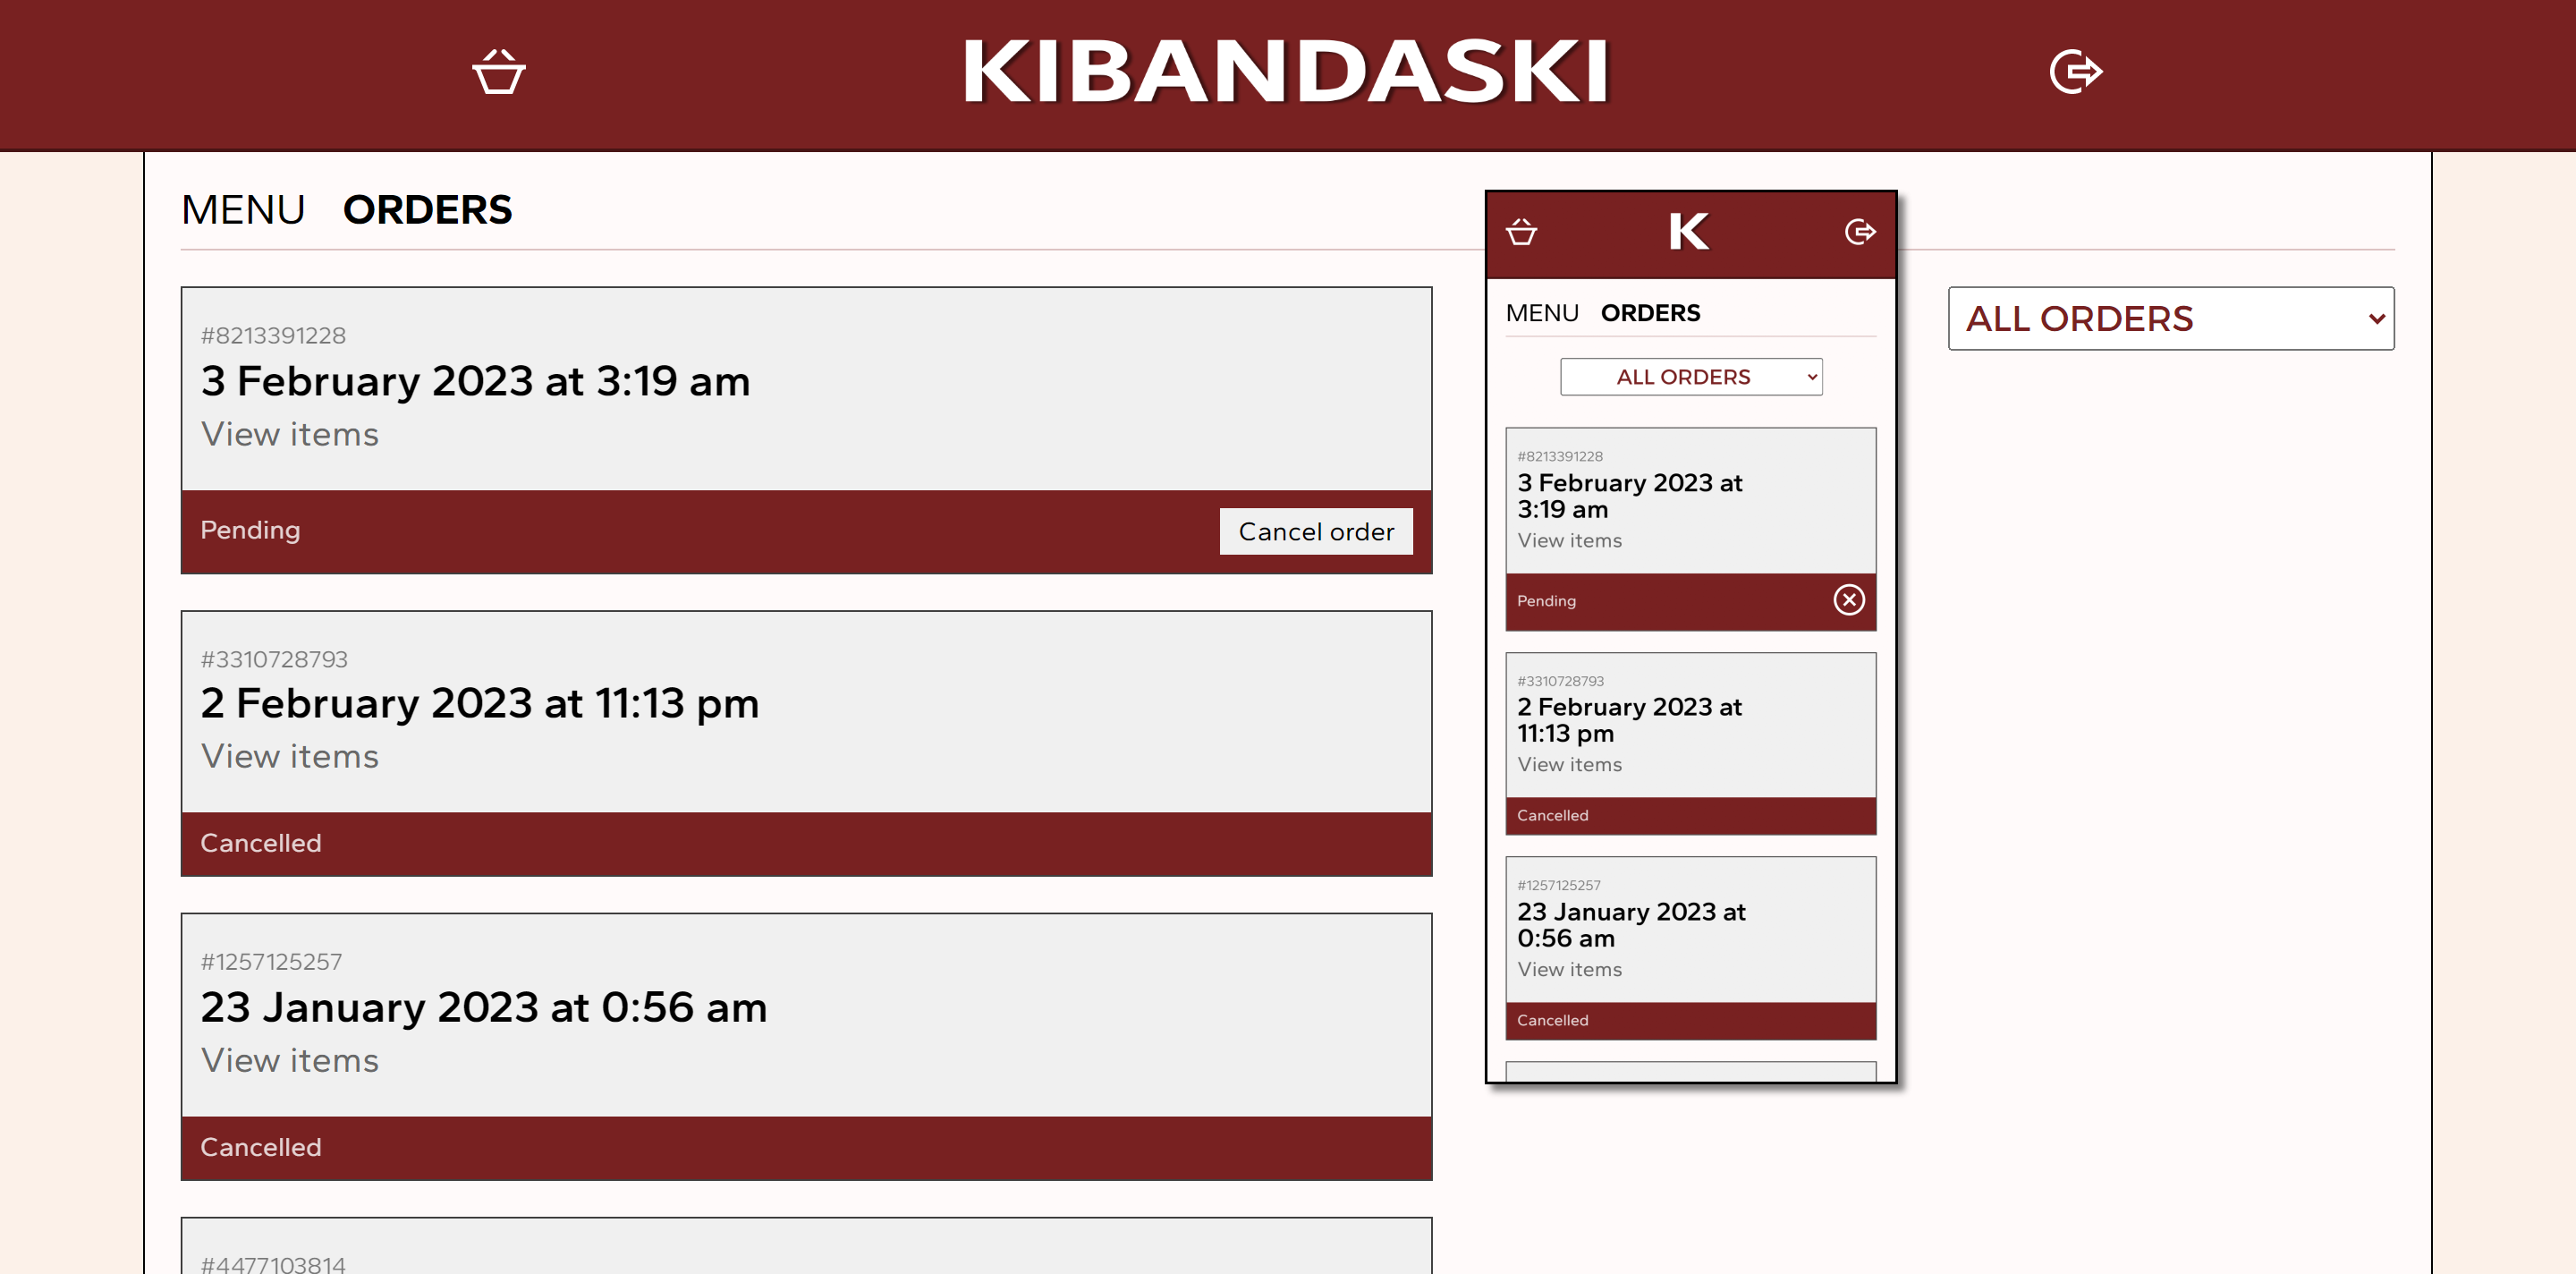 KIBANDASKI
MENU ORDERS
#8213391228
3 February 2023 at 3:19 am
View items
Pending
Cancel order
#3310728793
2 February 2023 at 11:13 pm
View items
Cancelled
#1257125257
23 January 2023 at 0:56 am
View items
Cancelled
#4477103814
K
MENU ORDERS
ALL ORDERS
#8213391228
3 February 2023 at
3:19 am
View items
Pending
#3310728793
2 February 2023 at
11:13 pm
View items
Cancelled
#1257125257
23 January 2023 at
0:56 am
View items
Cancelled
ALL ORDERS